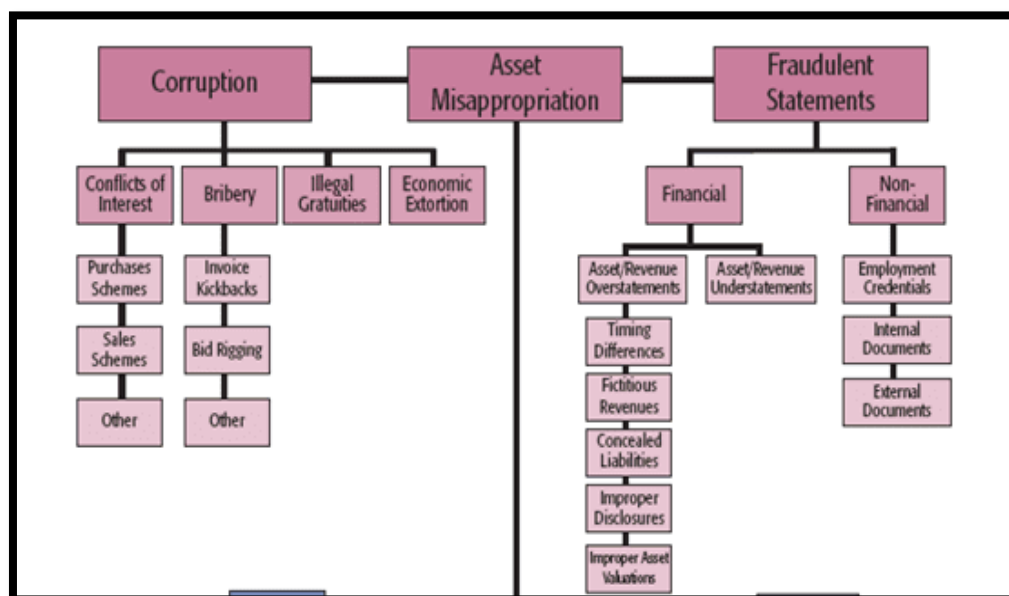 Corruption
Asset
Misappropriation
Fraudulent
Statements
Conflicts of
Interest
Bribery
Illegal
Gratuities
Economic
Extortion
Financial
Non-
Financial
Purchases
Schemes
Invoice
Kickbacks
Asset/Revenue
Overstatements
Asset/Revenue
Understatements
Employment
Credentials
Sales
Schemes
Bid Rigging
Timing
Differences
Internal
Documents
Other
Other
Fictitious
Revenues
External
Documents
Concealed
Liabilities
Improper
Disclosures
Improper Asset
Valuations